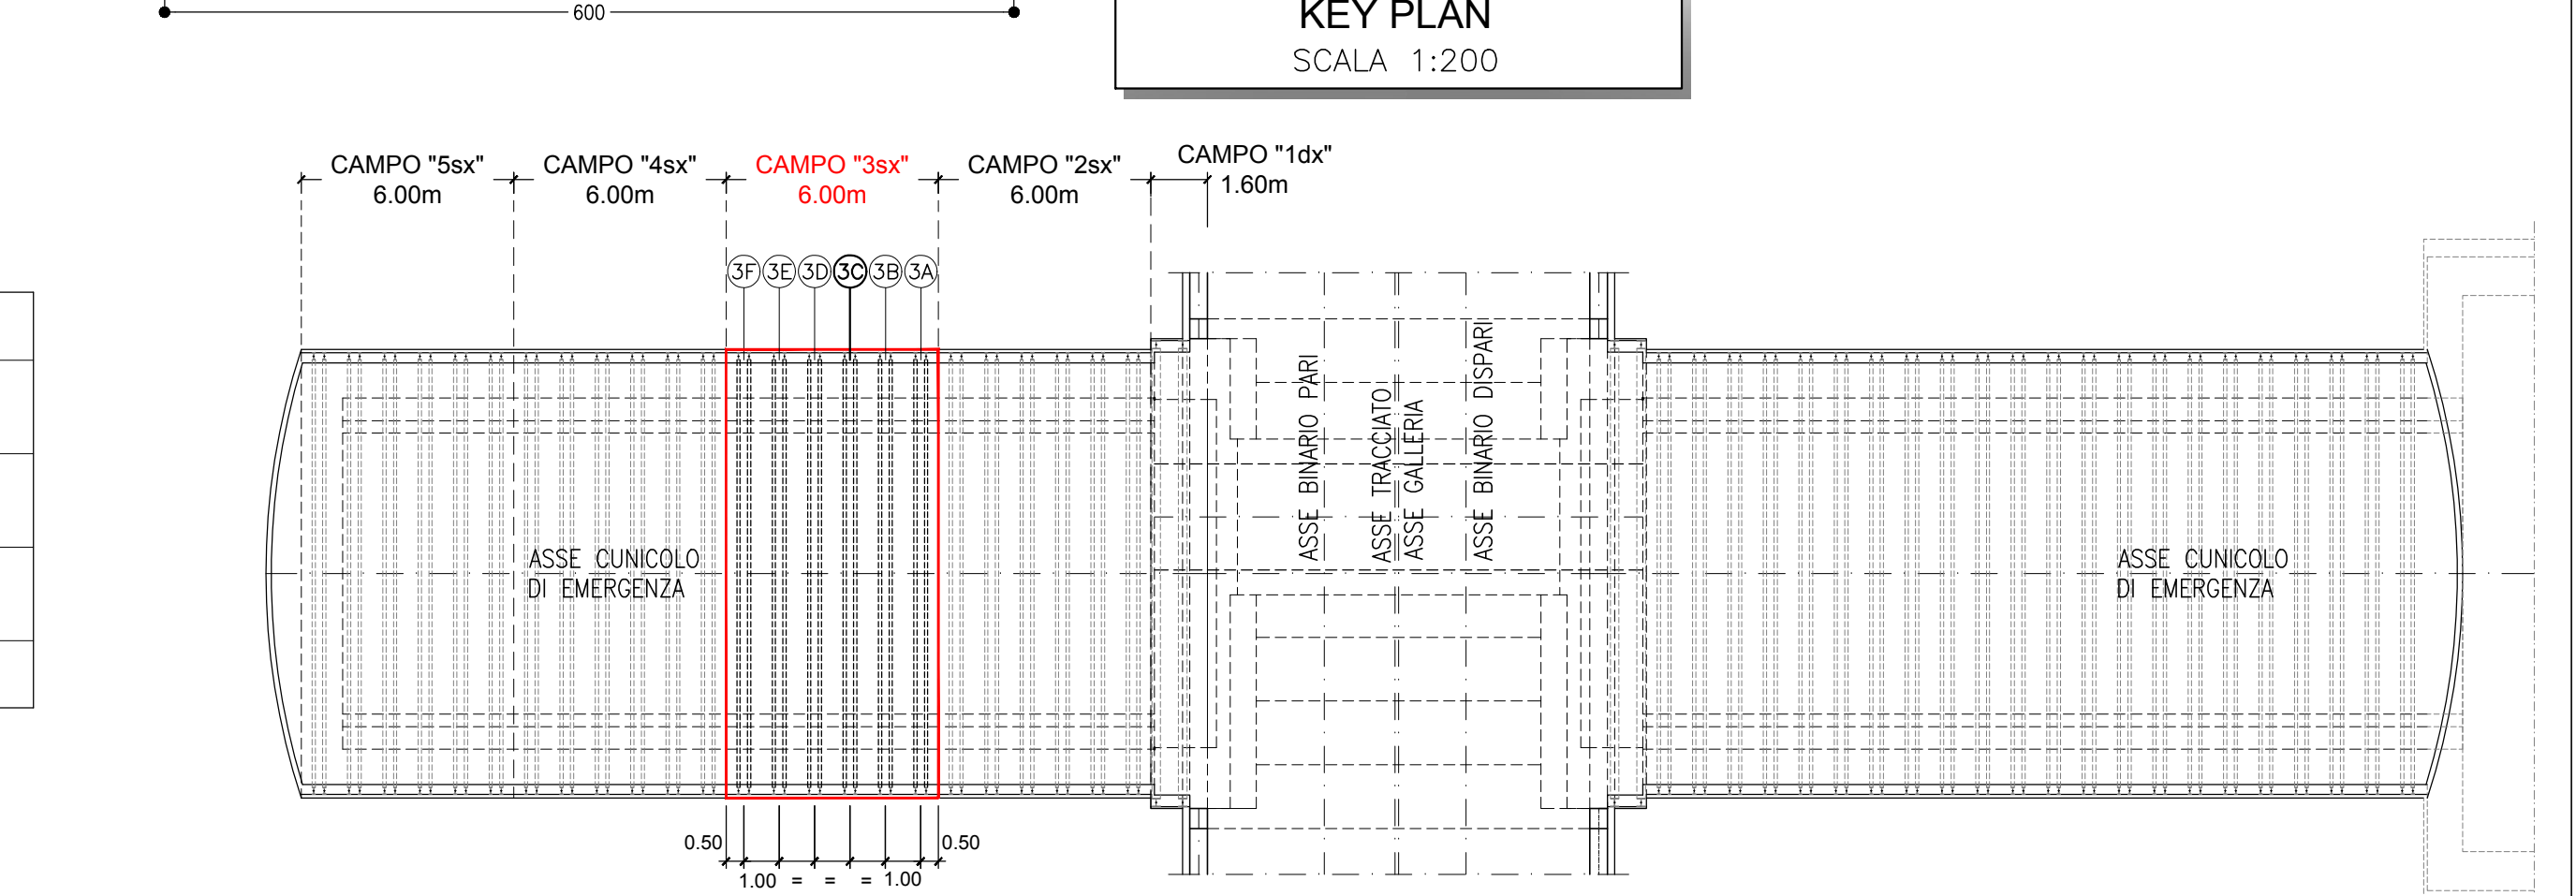 600
KEY PLAN
SCALA 1:200
CAMPO "5sx"
6.00m
CAMPO "4sx"
6.00m
CAMPO "3sx"
6.00m
CAMPO "2sx"
6.00m
CAMPO "1dx"
1.60m
3F 3E 3D 3C 3B 3A
ASSE BINARIO PARI
ASSE TRACCIATO
ASSE GALLERIA
ASSE BINARIO DISPARI
ASSE CUNICOLO
DI EMERGENZA
ASSE CUNICOLO
DI EMERGENZA
0.50 0.50
1.00 = = = 1.00